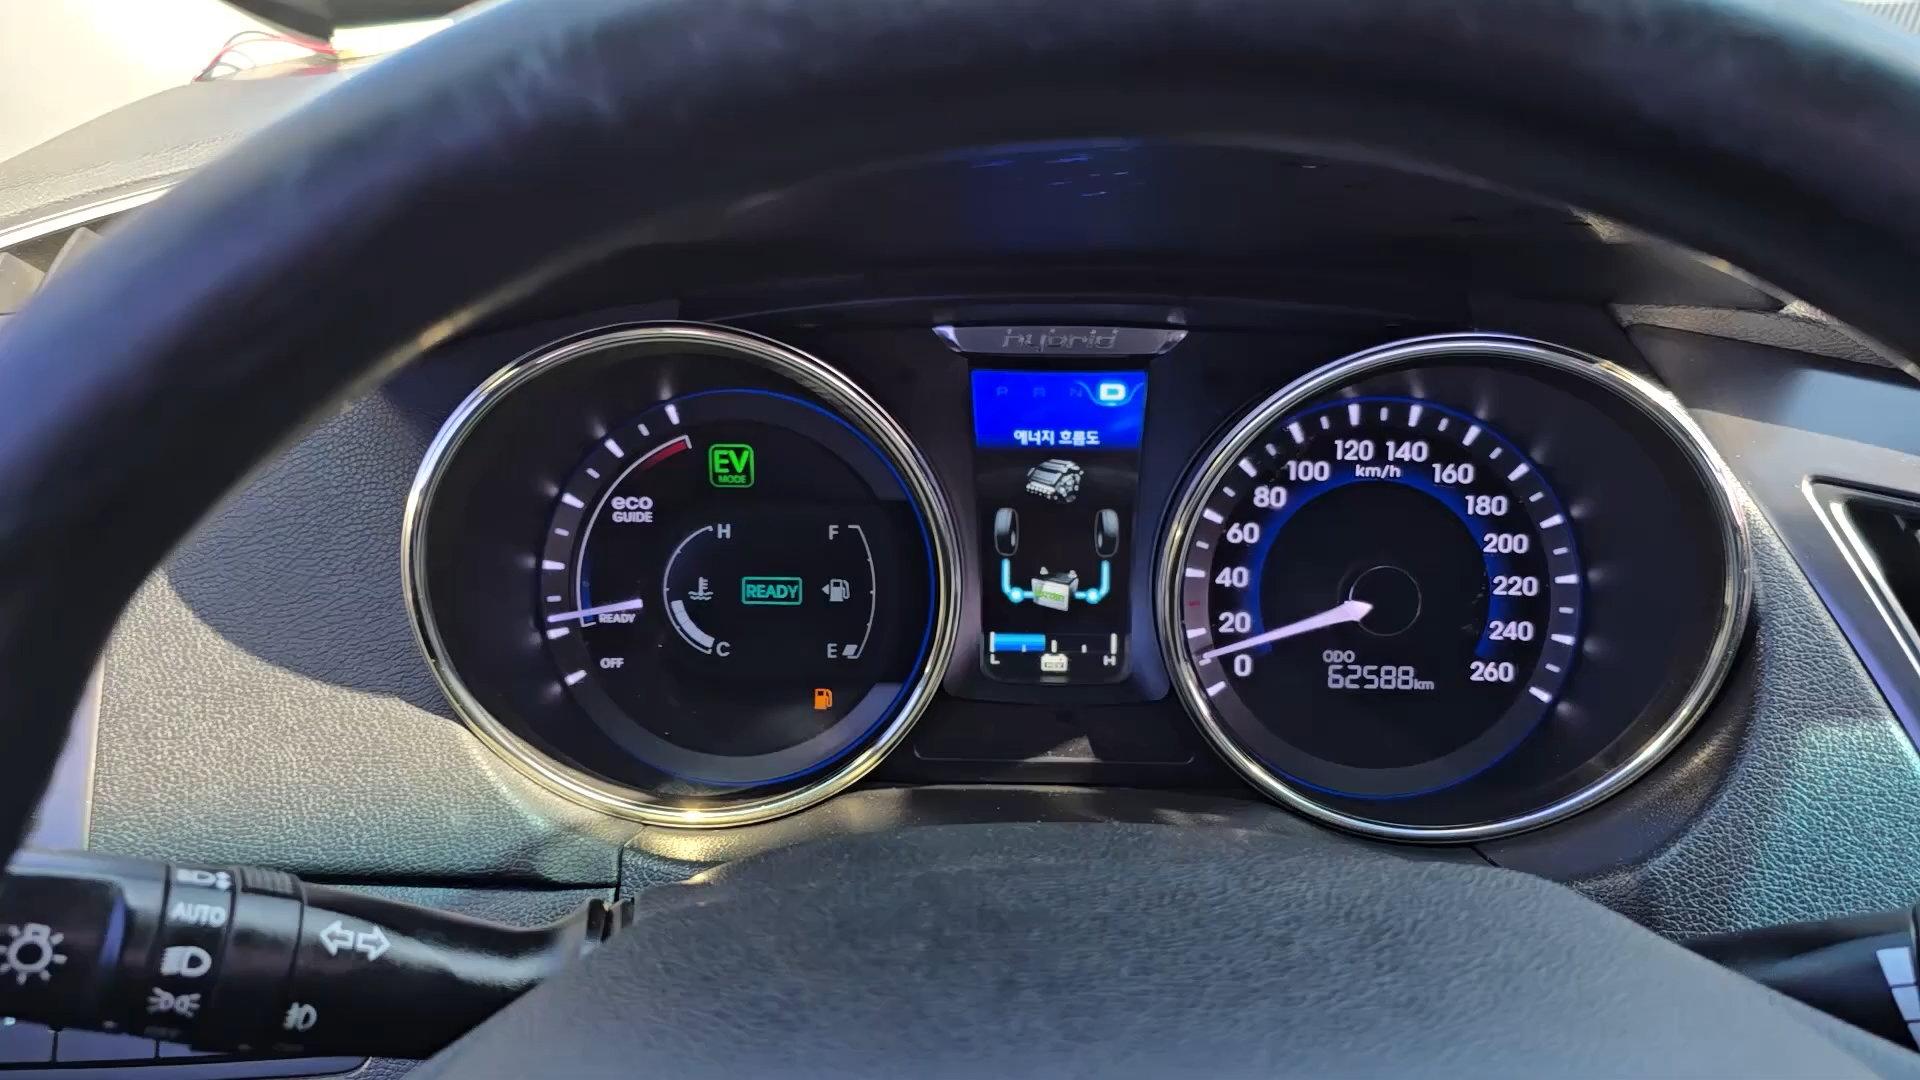 hybrid
P R N D
에너지 흐름도
EV
MODE
eco
GUIDE
H
F
READY
READY
OFF
C
E
L
H
0
20
40
60
80
100
120
140
160
180
200
220
240
260
km/h
ODO
62588km
AUTO